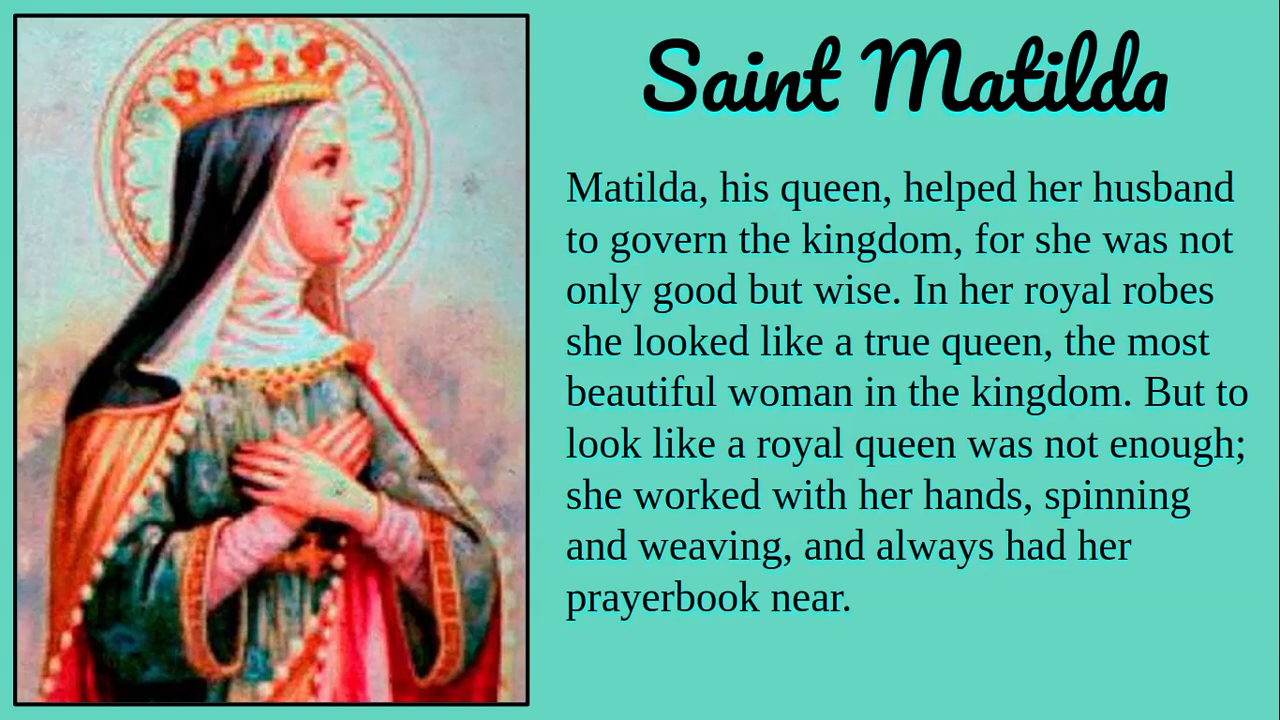 Saint Matilda
Matilda, his queen, helped her husband
to govern the kingdom, for she was not
only good but wise. In her royal robes
she looked like a true queen, the most
beautiful woman in the kingdom. But to
look like a royal queen was not enough;
she worked with her hands, spinning
and weaving, and always had her
prayerbook near.